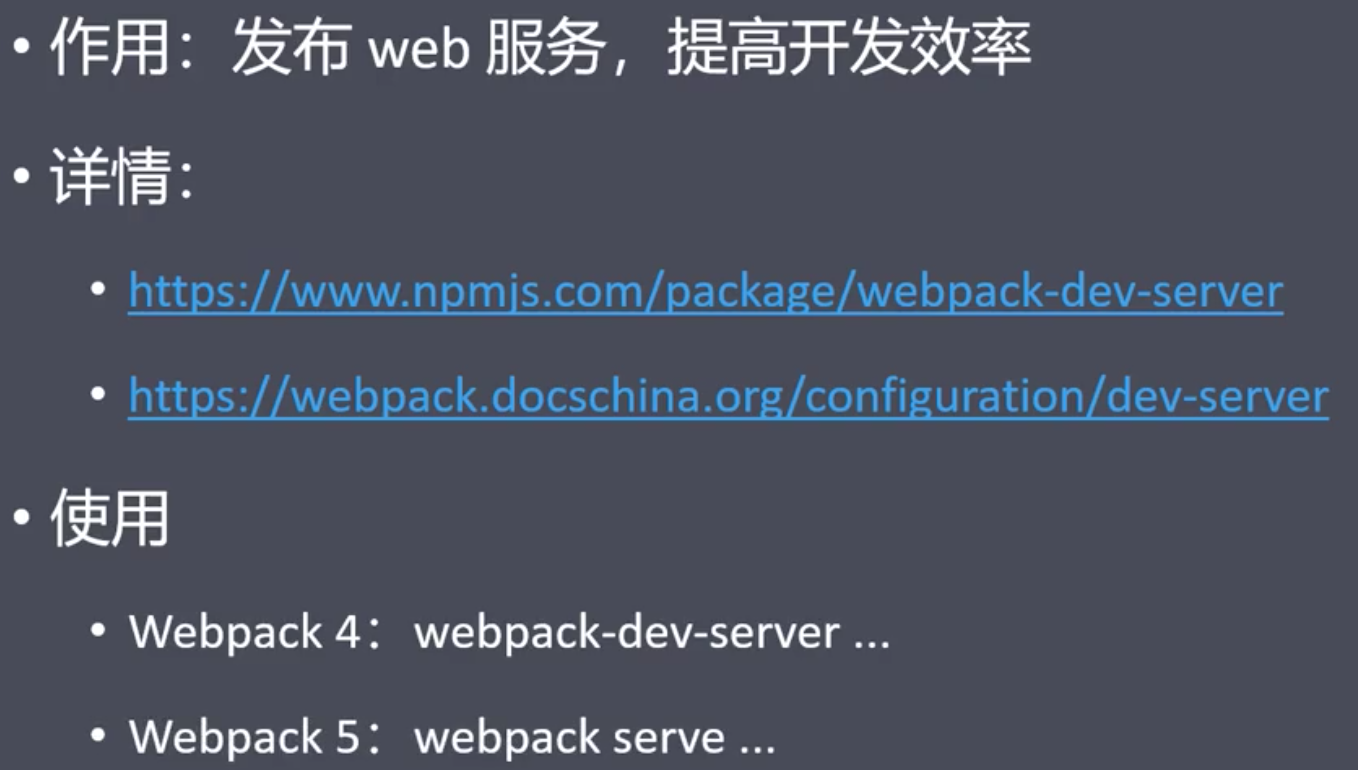 • 作用：发布 web 服务，提高开发效率
• 详情：
• https://www.npmjs.com/package/webpack-dev-server
• https://webpack.docschina.org/configuration/dev-server
• 使用
• Webpack 4：webpack-dev-server ...
• Webpack 5：webpack serve ...